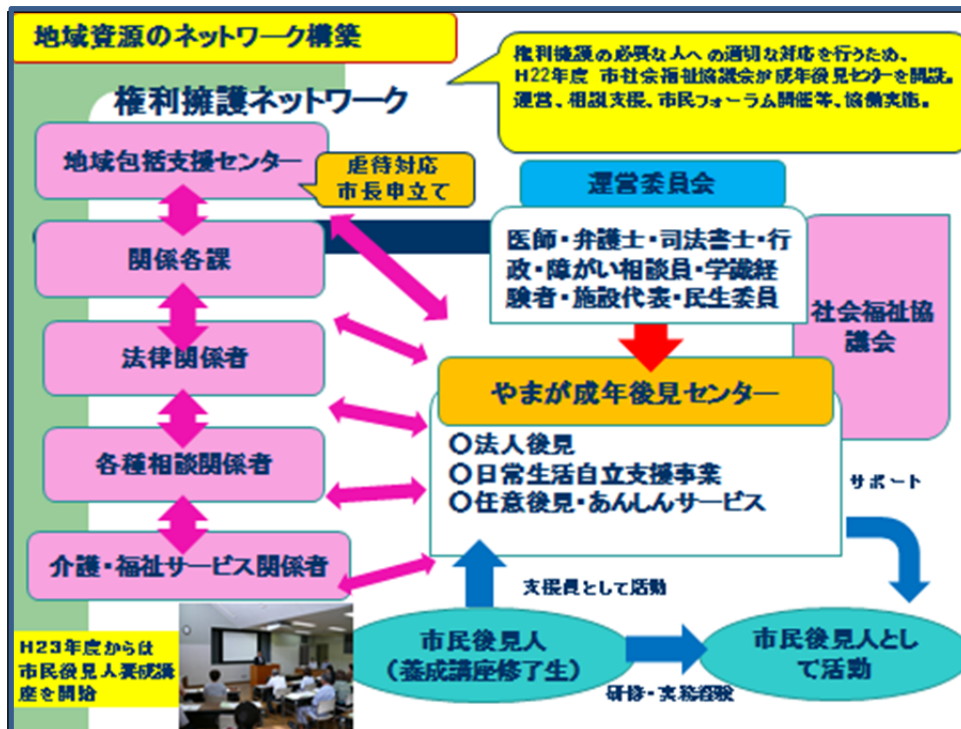 地域資源のネットワーク構築
権利擁護の必要な人への適切な対応を行うため、
H22年度 市社会福祉協議会が成年後見センターを開設。
運営、相談支援、市民フォーラム開催等、協働実施。
権利擁護ネットワーク
地域包括支援センター
虐待対応
市長申立て
関係各課
法律関係者
各種相談関係者
介護・福祉サービス関係者
運営委員会
医師・弁護士・司法書士・行
政・障がい相談員・学識経
験者・施設代表・民生委員
社会福祉協
議会
やまが成年後見センター
○法人後見
○日常生活自立支援事業
○任意後見・あんしんサービス
サポート
支援員として活動
H23年度からは
市民後見人養成講
座を開始
市民後見人
(養成講座修了生)
研修・実務経験
市民後見人とし
て活動